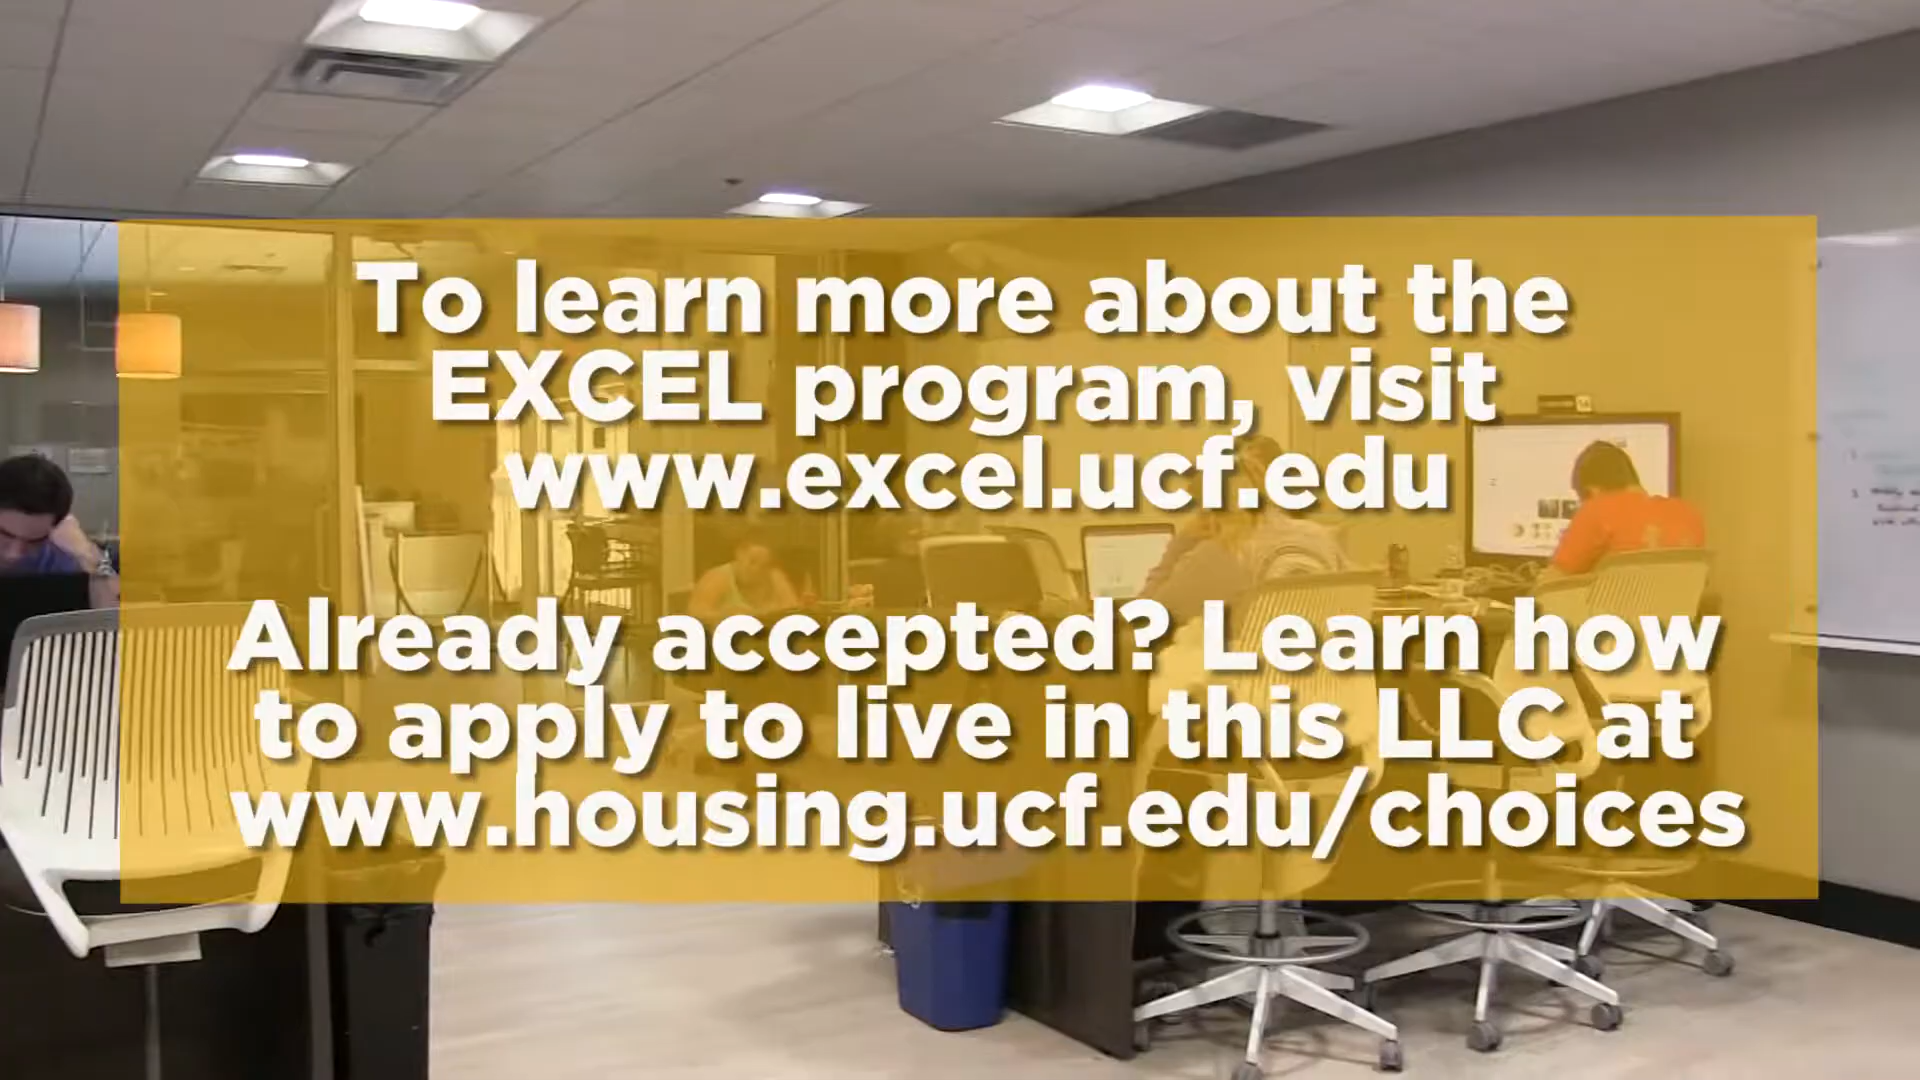 To learn more about the
EXCEL program, visit
www.excel.ucf.edu
Already accepted? Learn how
to apply to live in this LLC at
www.housing.ucf.edu/choices